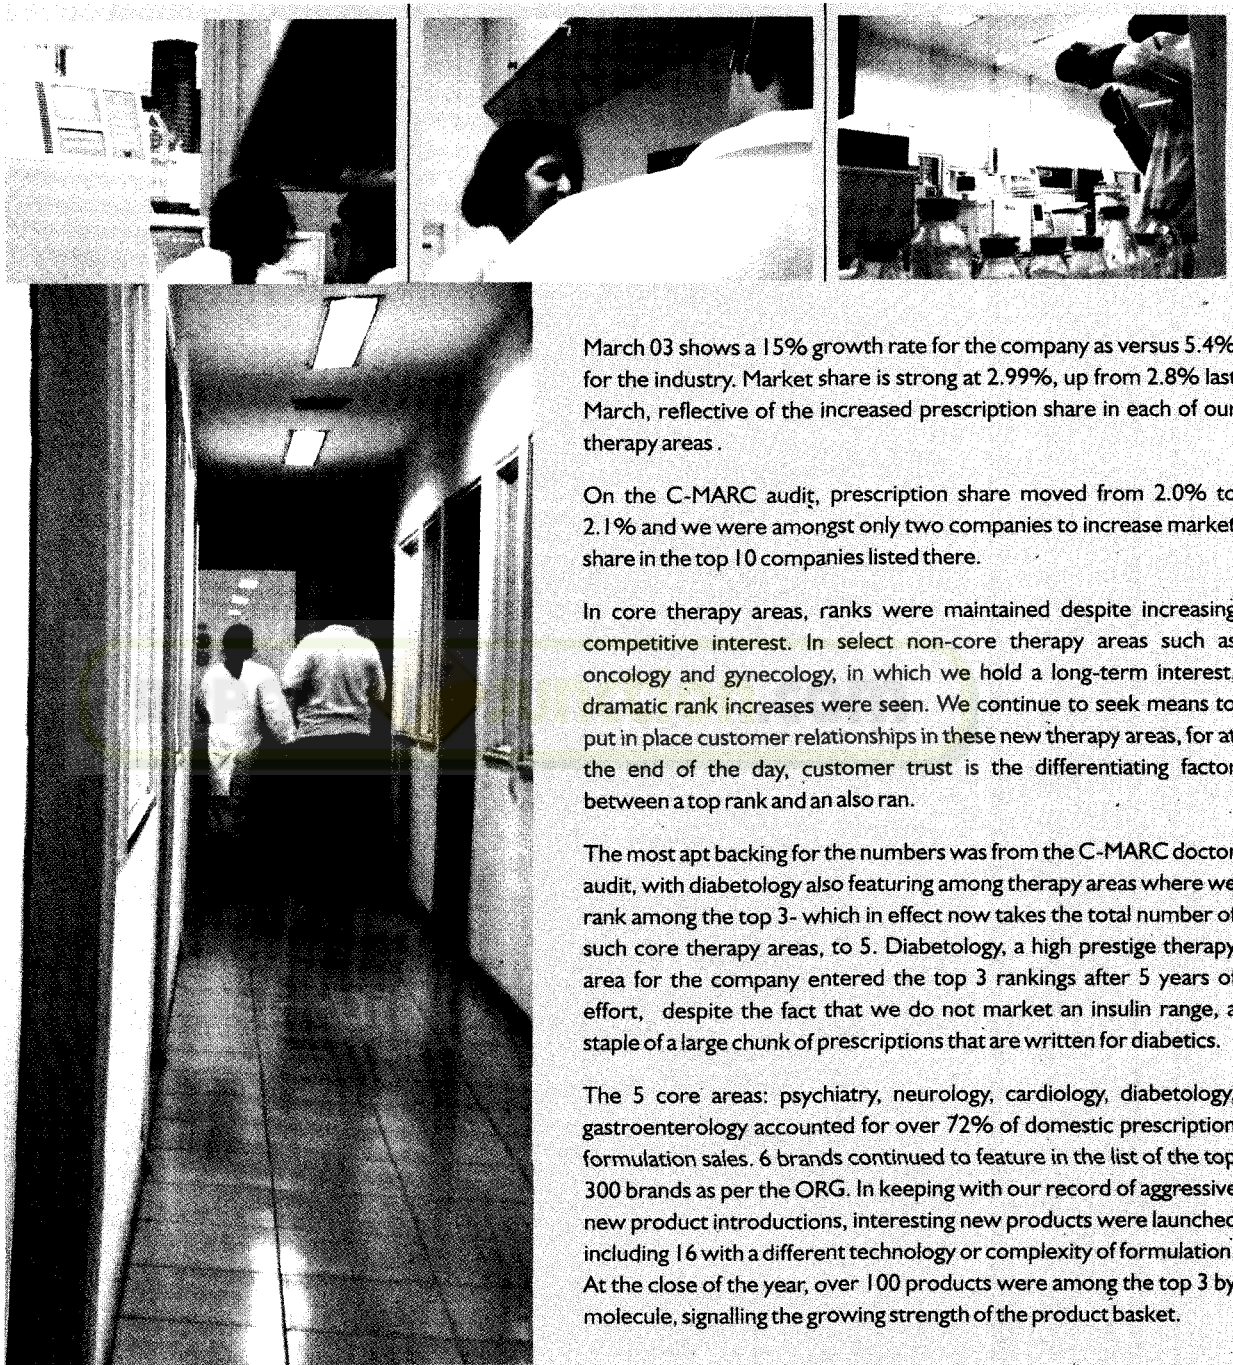 March 03 shows a 15% growth rate for the company as versus 5.4%
for the industry. Market share is strong at 2.99%, up from 2.8% last
March, reflective of the increased prescription share in each of our
therapy areas .
On the C-MARC audit, prescription share moved from 2.0% to
2.1% and we were amongst only two companies to increase market
share in the top 10 companies listed there.
In core therapy areas, ranks were maintained despite increasing
competitive interest. In select non-core therapy areas such as
oncology and gynecology, in which we hold a long-term interest,
dramatic rank increases were seen. We continue to seek means to
put in place customer relationships in these new therapy areas, for at
the end of the day, customer trust is the differentiating factor
between a top rank and an also ran.
The most apt backing for the numbers was from the C-MARC doctor
audit, with diabetology also featuring among therapy areas where we
rank among the top 3- which in effect now takes the total number of
such core therapy areas, to 5. Diabetology, a high prestige therapy
area for the company entered the top 3 rankings after 5 years of
effort, despite the fact that we do not market an insulin range, a
staple of a large chunk of prescriptions that are written for diabetics.
The 5 core areas: psychiatry, neurology, cardiology, diabetology,
gastroenterology accounted for over 72% of domestic prescription
formulation sales. 6 brands continued to feature in the list of the top
300 brands as per the ORG. In keeping with our record of aggressive
new product introductions, interesting new products were launched
including 16 with a different technology or complexity of formulation.
At the close of the year, over 100 products were among the top 3 by
molecule, signalling the growing strength of the product basket.